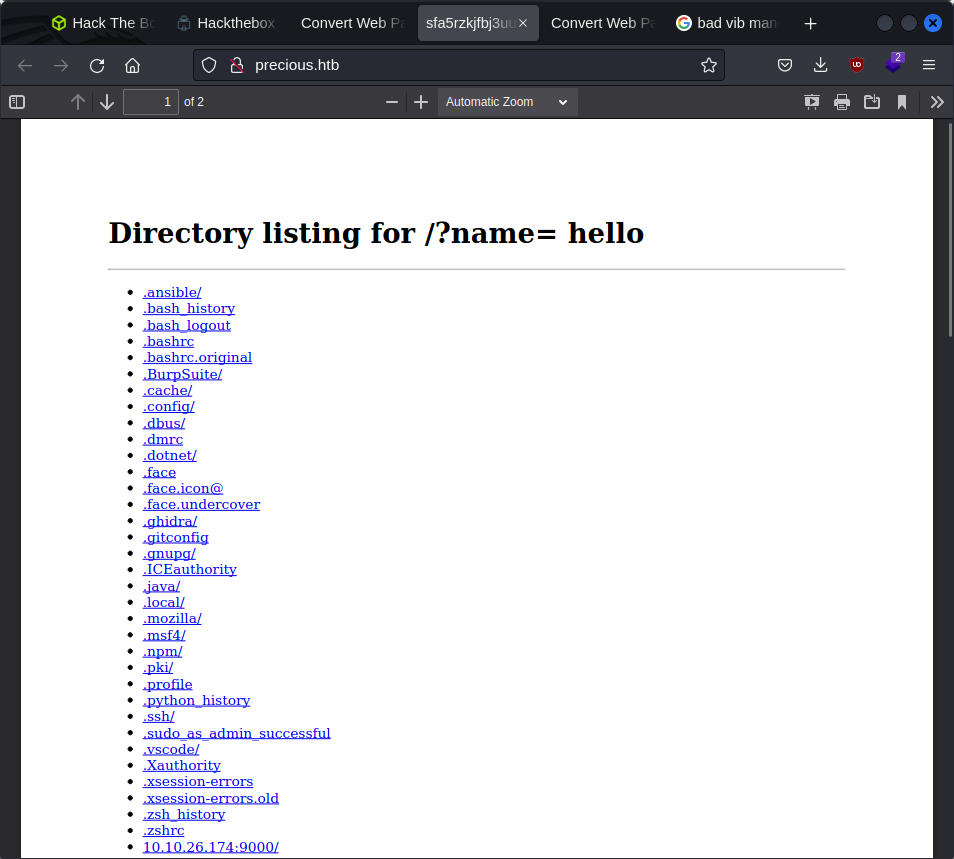 Hack The Bo
Hackthebox
Convert Web Pa
sfa5rzkjfbj3uu
Convert Web Pa
bad vib man
precious.htb
2
1 of 2
Automatic Zoom
Directory listing for /?name= hello
.ansible/
.bash_history
.bash_logout
.bashrc
.bashrc.original
.BurpSuite/
.cache/
.config/
.dbus/
.dmrc
.dotnet/
.face
.face.icon@
.face.undercover
.ghidra/
.gitconfig
.gnupg/
.ICEauthority
.java/
.local/
.mozilla/
.msf4/
.npm/
.pki/
.profile
.python_history
.ssh/
.sudo_as_admin_successful
.vscode/
.Xauthority
.xsession-errors
.xsession-errors.old
.zsh_history
.zshrc
10.10.26.174:9000/